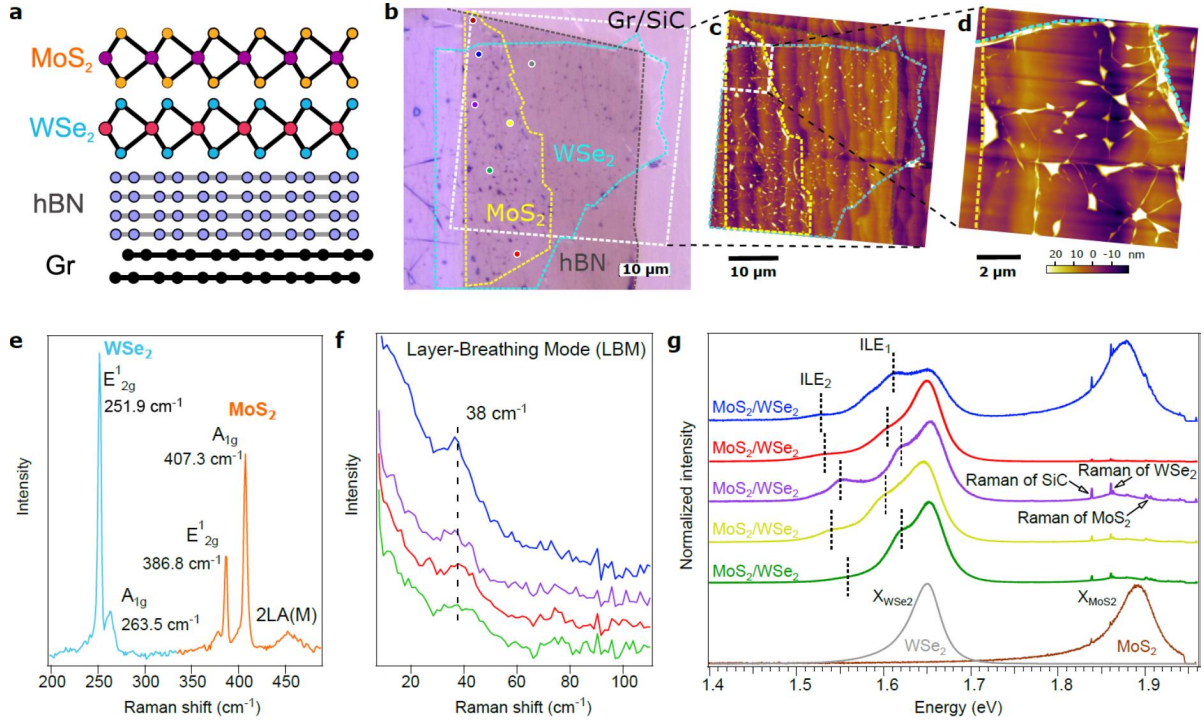 a
MoS2
WSe2
hBN
Gr
b
Gr/SiC
WSe2
MoS2
hBN
10 µm
c
10 µm
d
2 µm
20 10 0 -10 nm
e
WSe2
E¹2g
251.9 cm⁻¹
MoS2
A1g
407.3 cm⁻¹
E¹2g
386.8 cm⁻¹
A1g
263.5 cm⁻¹
2LA(M)
Intensity
200 250 300 350 400 450
Raman shift (cm⁻¹)
f
Layer-Breathing Mode (LBM)
38 cm⁻¹
Intensity
20 40 60 80 100
Raman shift (cm⁻¹)
g
ILE1
ILE2
MoS2/WSe2
MoS2/WSe2
MoS2/WSe2
Raman of SiC
Raman of WSe2
Raman of MoS2
MoS2/WSe2
MoS2/WSe2
XWSe2
XMoS2
WSe2
MoS2
Normalized intensity
1.4 1.5 1.6 1.7 1.8 1.9
Energy (eV)